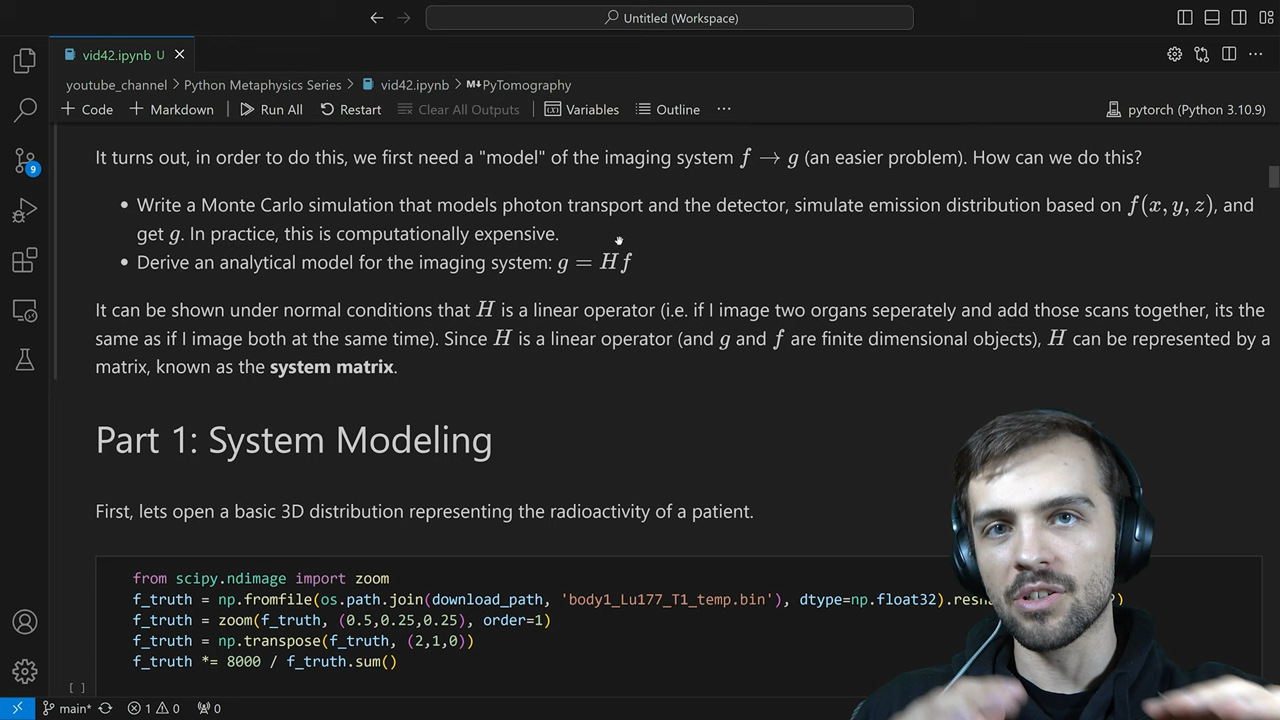 Untitled (Workspace)
vid42.ipynb U
youtube_channel > Python Metaphysics Series > vid42.ipynb > M↓PyTomography
+ Code + Markdown Run All Restart Clear All Outputs Variables Outline ... pytorch (Python 3.10.9)
It turns out, in order to do this, we first need a "model" of the imaging system f → g (an easier problem). How can we do this?
• Write a Monte Carlo simulation that models photon transport and the detector, simulate emission distribution based on f(x, y, z), and
get g. In practice, this is computationally expensive.
• Derive an analytical model for the imaging system: g = Hf
It can be shown under normal conditions that H is a linear operator (i.e. if I image two organs seperately and add those scans together, its the
same as if I image both at the same time). Since H is a linear operator (and g and f are finite dimensional objects), H can be represented by a
matrix, known as the system matrix.
Part 1: System Modeling
First, lets open a basic 3D distribution representing the radioactivity of a patient.
from scipy.ndimage import zoom
f_truth = np.fromfile(os.path.join(download_path, 'body1_Lu177_T1_temp.bin'), dtype=np.float32)
f_truth = zoom(f_truth, (0.5,0.25,0.25), order=1)
f_truth = np.transpose(f_truth, (2,1,0))
f_truth *= 8000 / f_truth.sum()
[ ]
9
main* 1 0 0